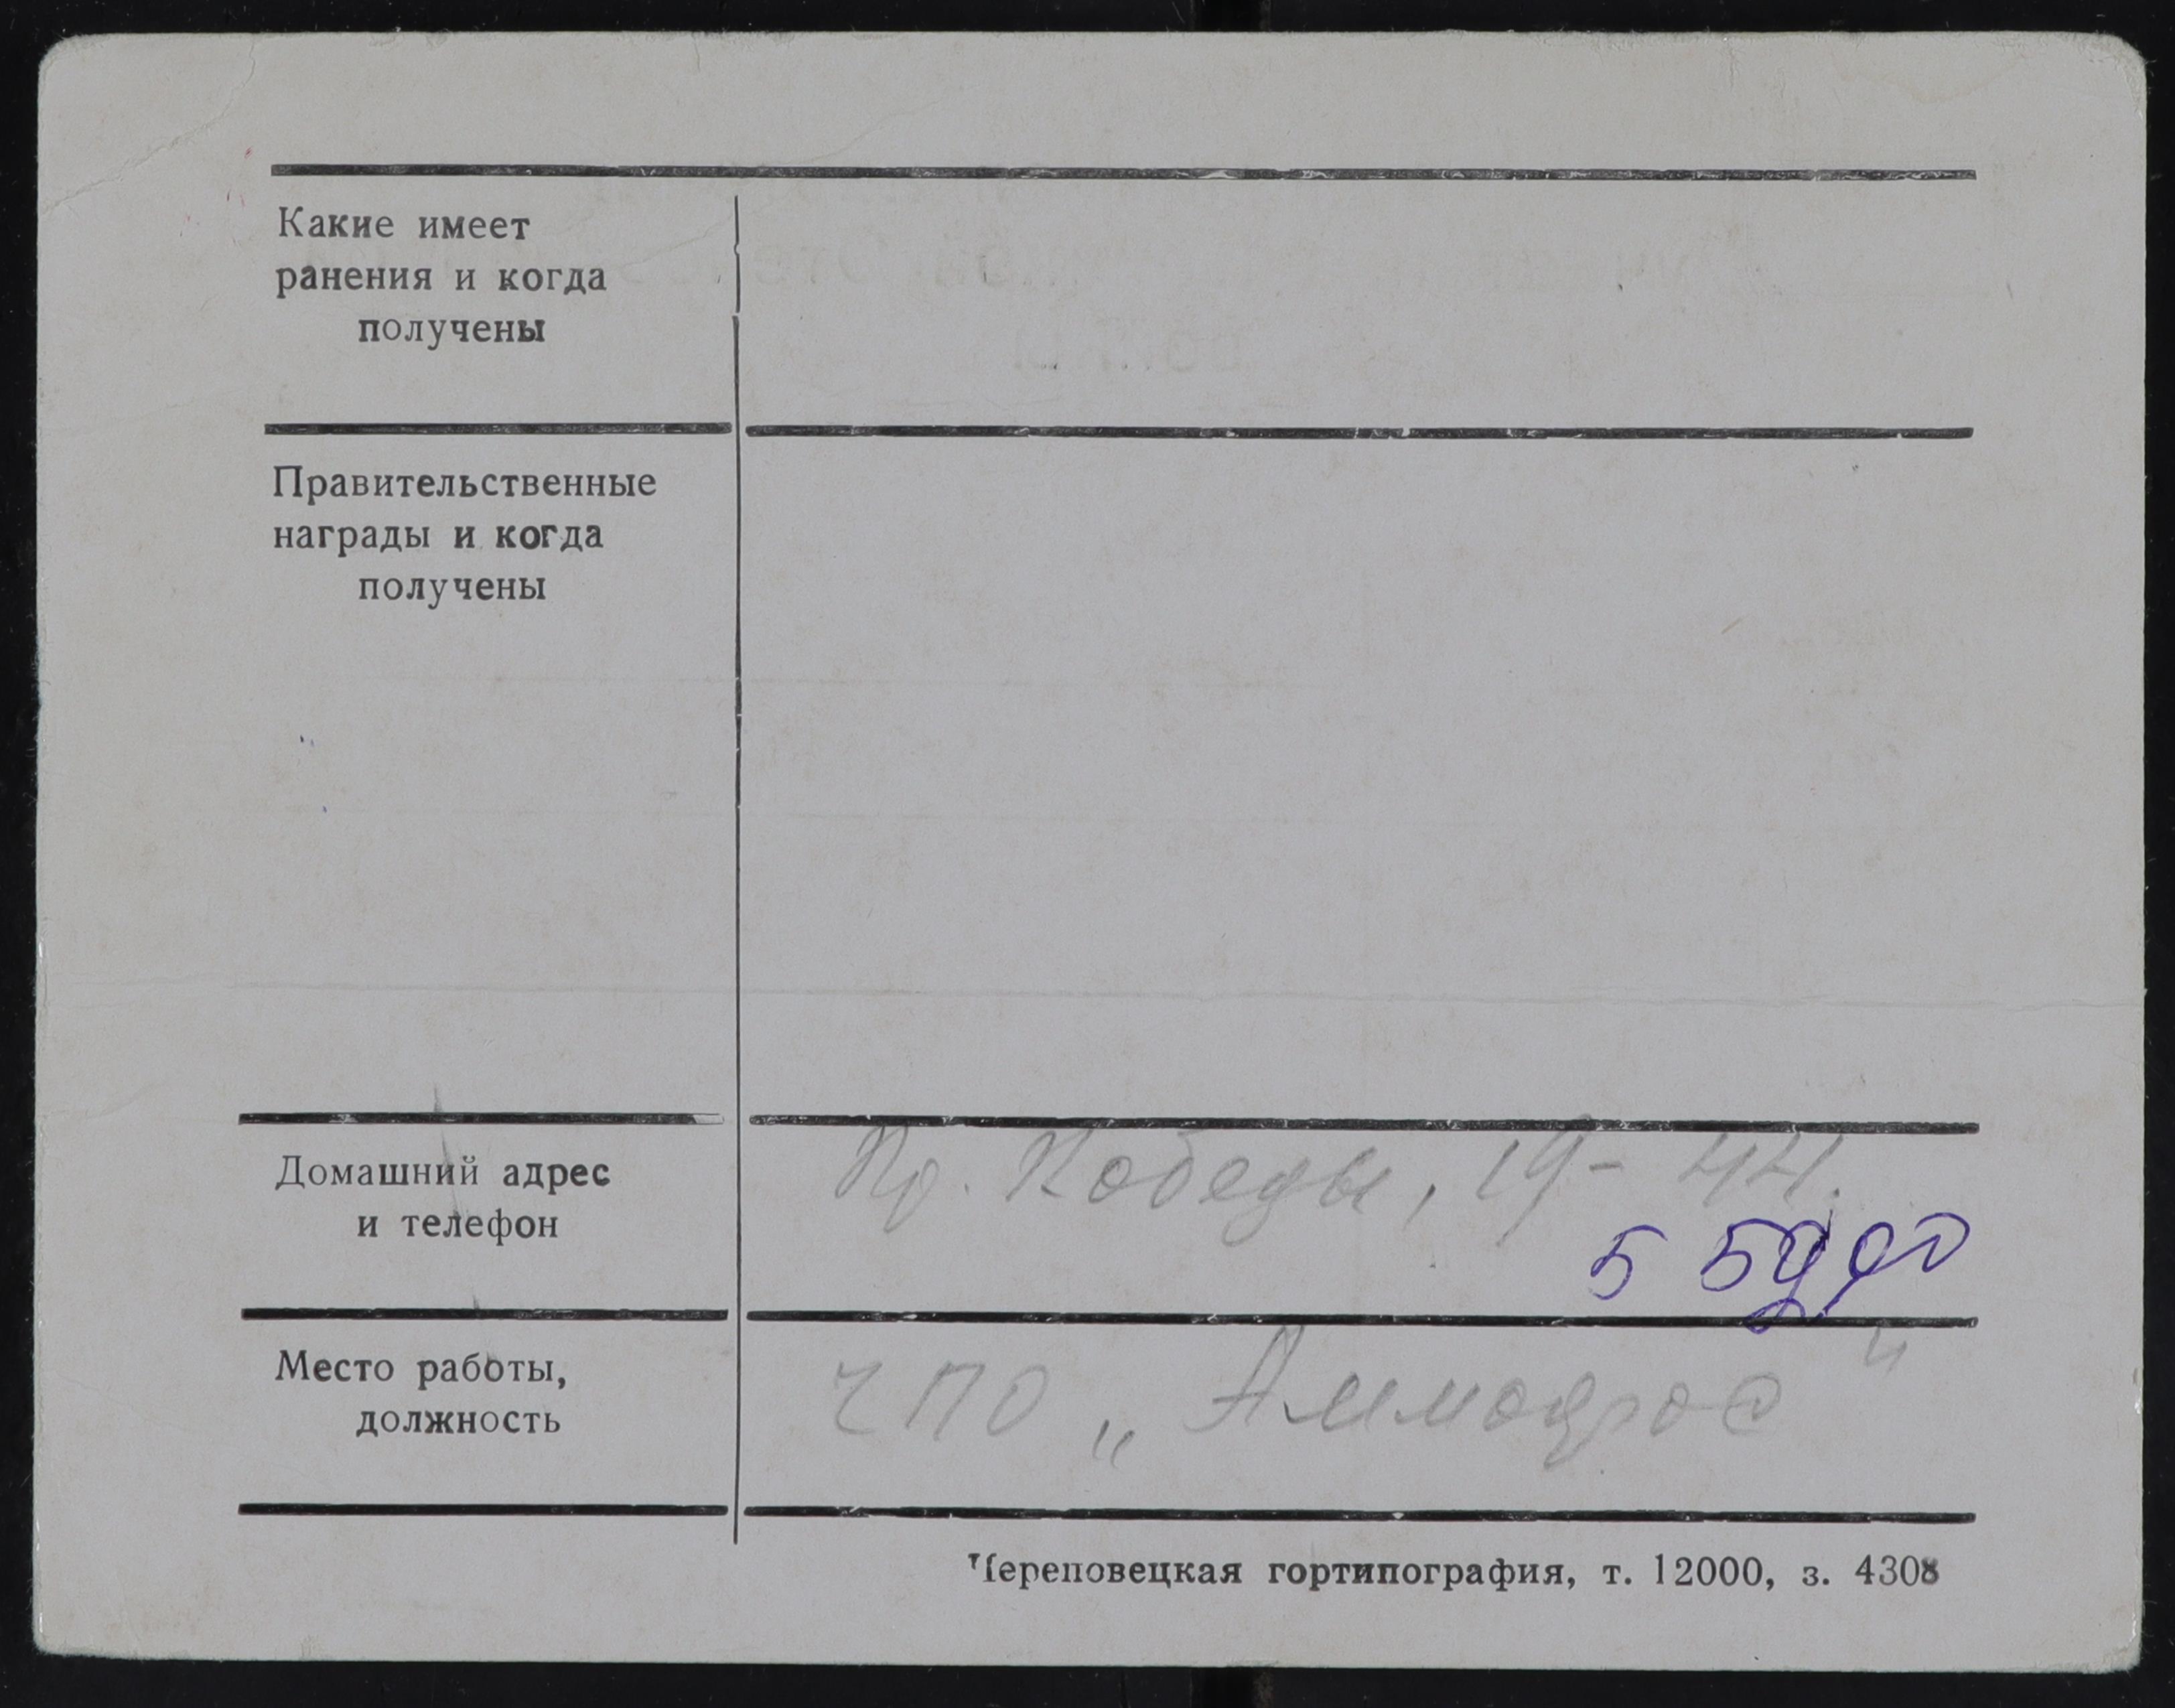 Какие имеет
ранения и когда
получены
Правительственные
награды и когда
получены
Домашний адрес
и телефон
Пр. Победы, 19 - 44.
5 59
Место работы,
должность
ЧПО „Аммофос"
Череповецкая гортипография, т. 12000, з. 4308